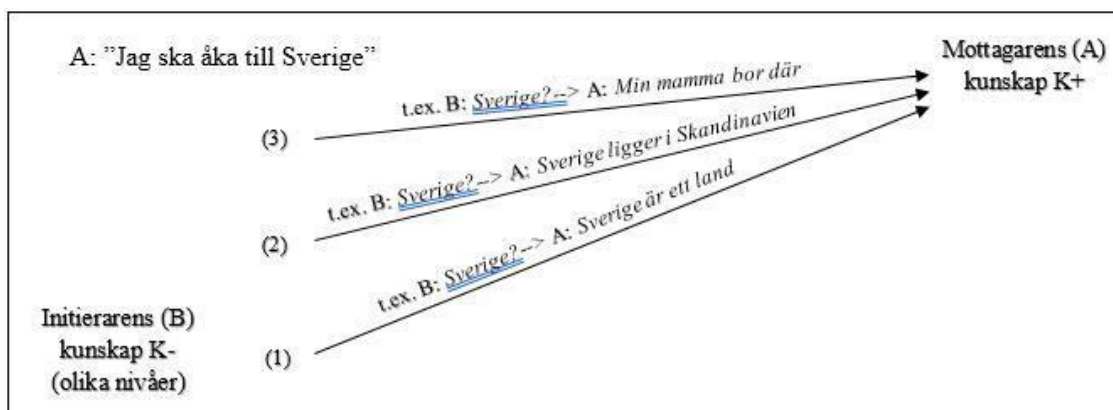 A: ”Jag ska åka till Sverige”
Mottagarens (A)
kunskap K+
t.ex. B: Sverige? --> A: Min mamma bor där
(3)
t.ex. B: Sverige? --> A: Sverige ligger i Skandinavien
(2)
t.ex. B: Sverige? --> A: Sverige är ett land
(1)
Initierarens (B)
kunskap K-
(olika nivåer)